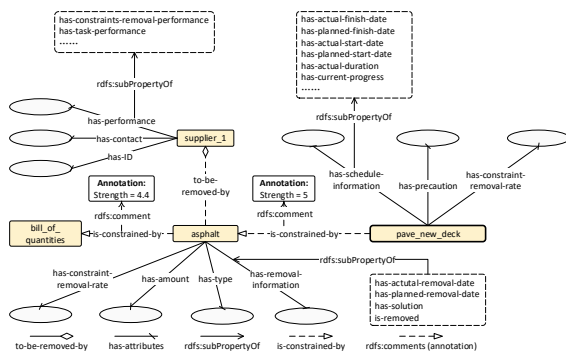 has-constraints-removal-performance
has-task-performance
……
has-actual-finish-date
has-planned-finish-date
has-actual-start-date
has-planned-start-date
has-actual-duration
has-current-progress
……
rdfs:subPropertyOf
rdfs:subPropertyOf
has-performance
has-contact
has-ID
supplier_1
to-be-
removed-by
has-schedule-
information
has-precaution
has-constraint-
removal-rate
Annotation:
Strength = 4.4
Annotation:
Strength = 5
rdfs:comment
rdfs:comment
bill_of_
quantities
is-constrained-by
asphalt
is-constrained-by
pave_new_deck
has-constraint-
removal-rate
has-amount
has-type
has-removal-
information
rdfs:subPropertyOf
has-actutal-removal-date
has-planned-removal-date
has-solution
is-removed
to-be-removed-by
has-attributes
rdfs:subPropertyOf
is-constrained-by
rdfs:comments (annotation)